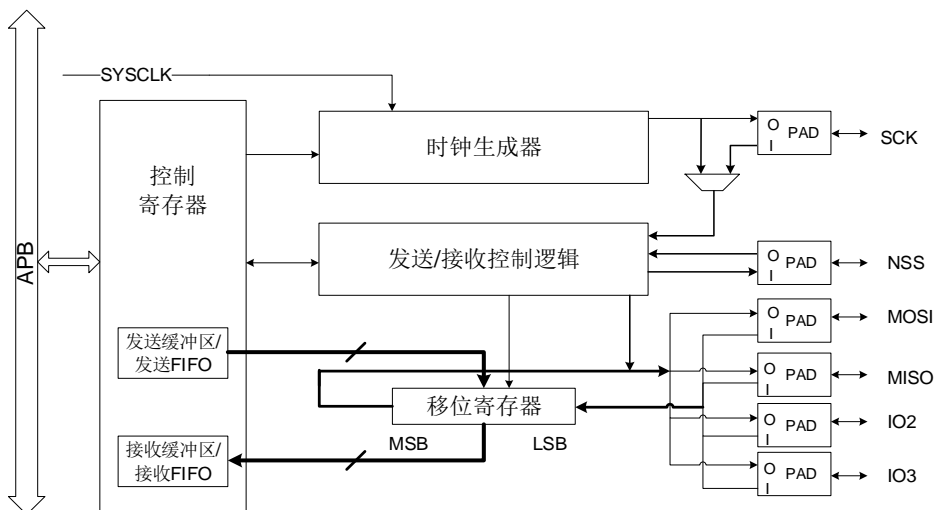 SYSCLK
APB
控制
寄存器
时钟生成器
O
I
PAD
SCK
发送/接收控制逻辑
O
I
PAD
NSS
O
I
PAD
MOSI
发送缓冲区/
发送FIFO
O
I
PAD
MISO
移位寄存器
MSB
LSB
O
I
PAD
IO2
接收缓冲区/
接收FIFO
O
I
PAD
IO3